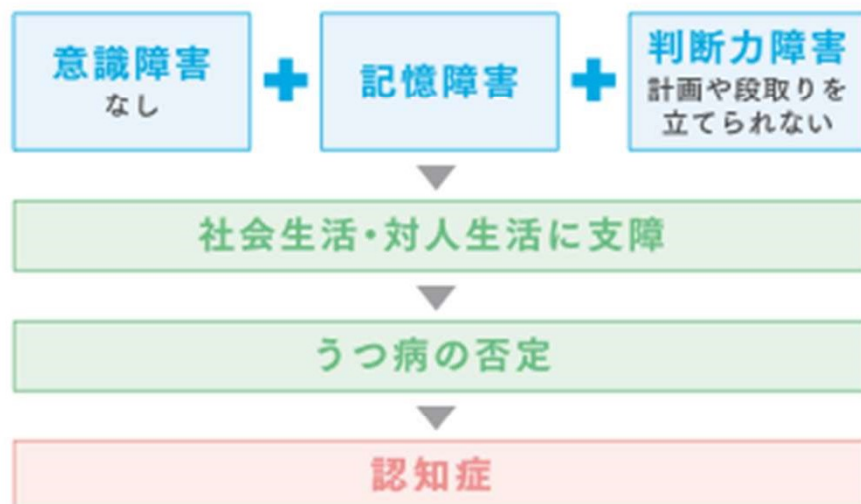 意識障害
なし
記憶障害
判断力障害
計画や段取りを
立てられない
社会生活・対人生活に支障
うつ病の否定
認知症